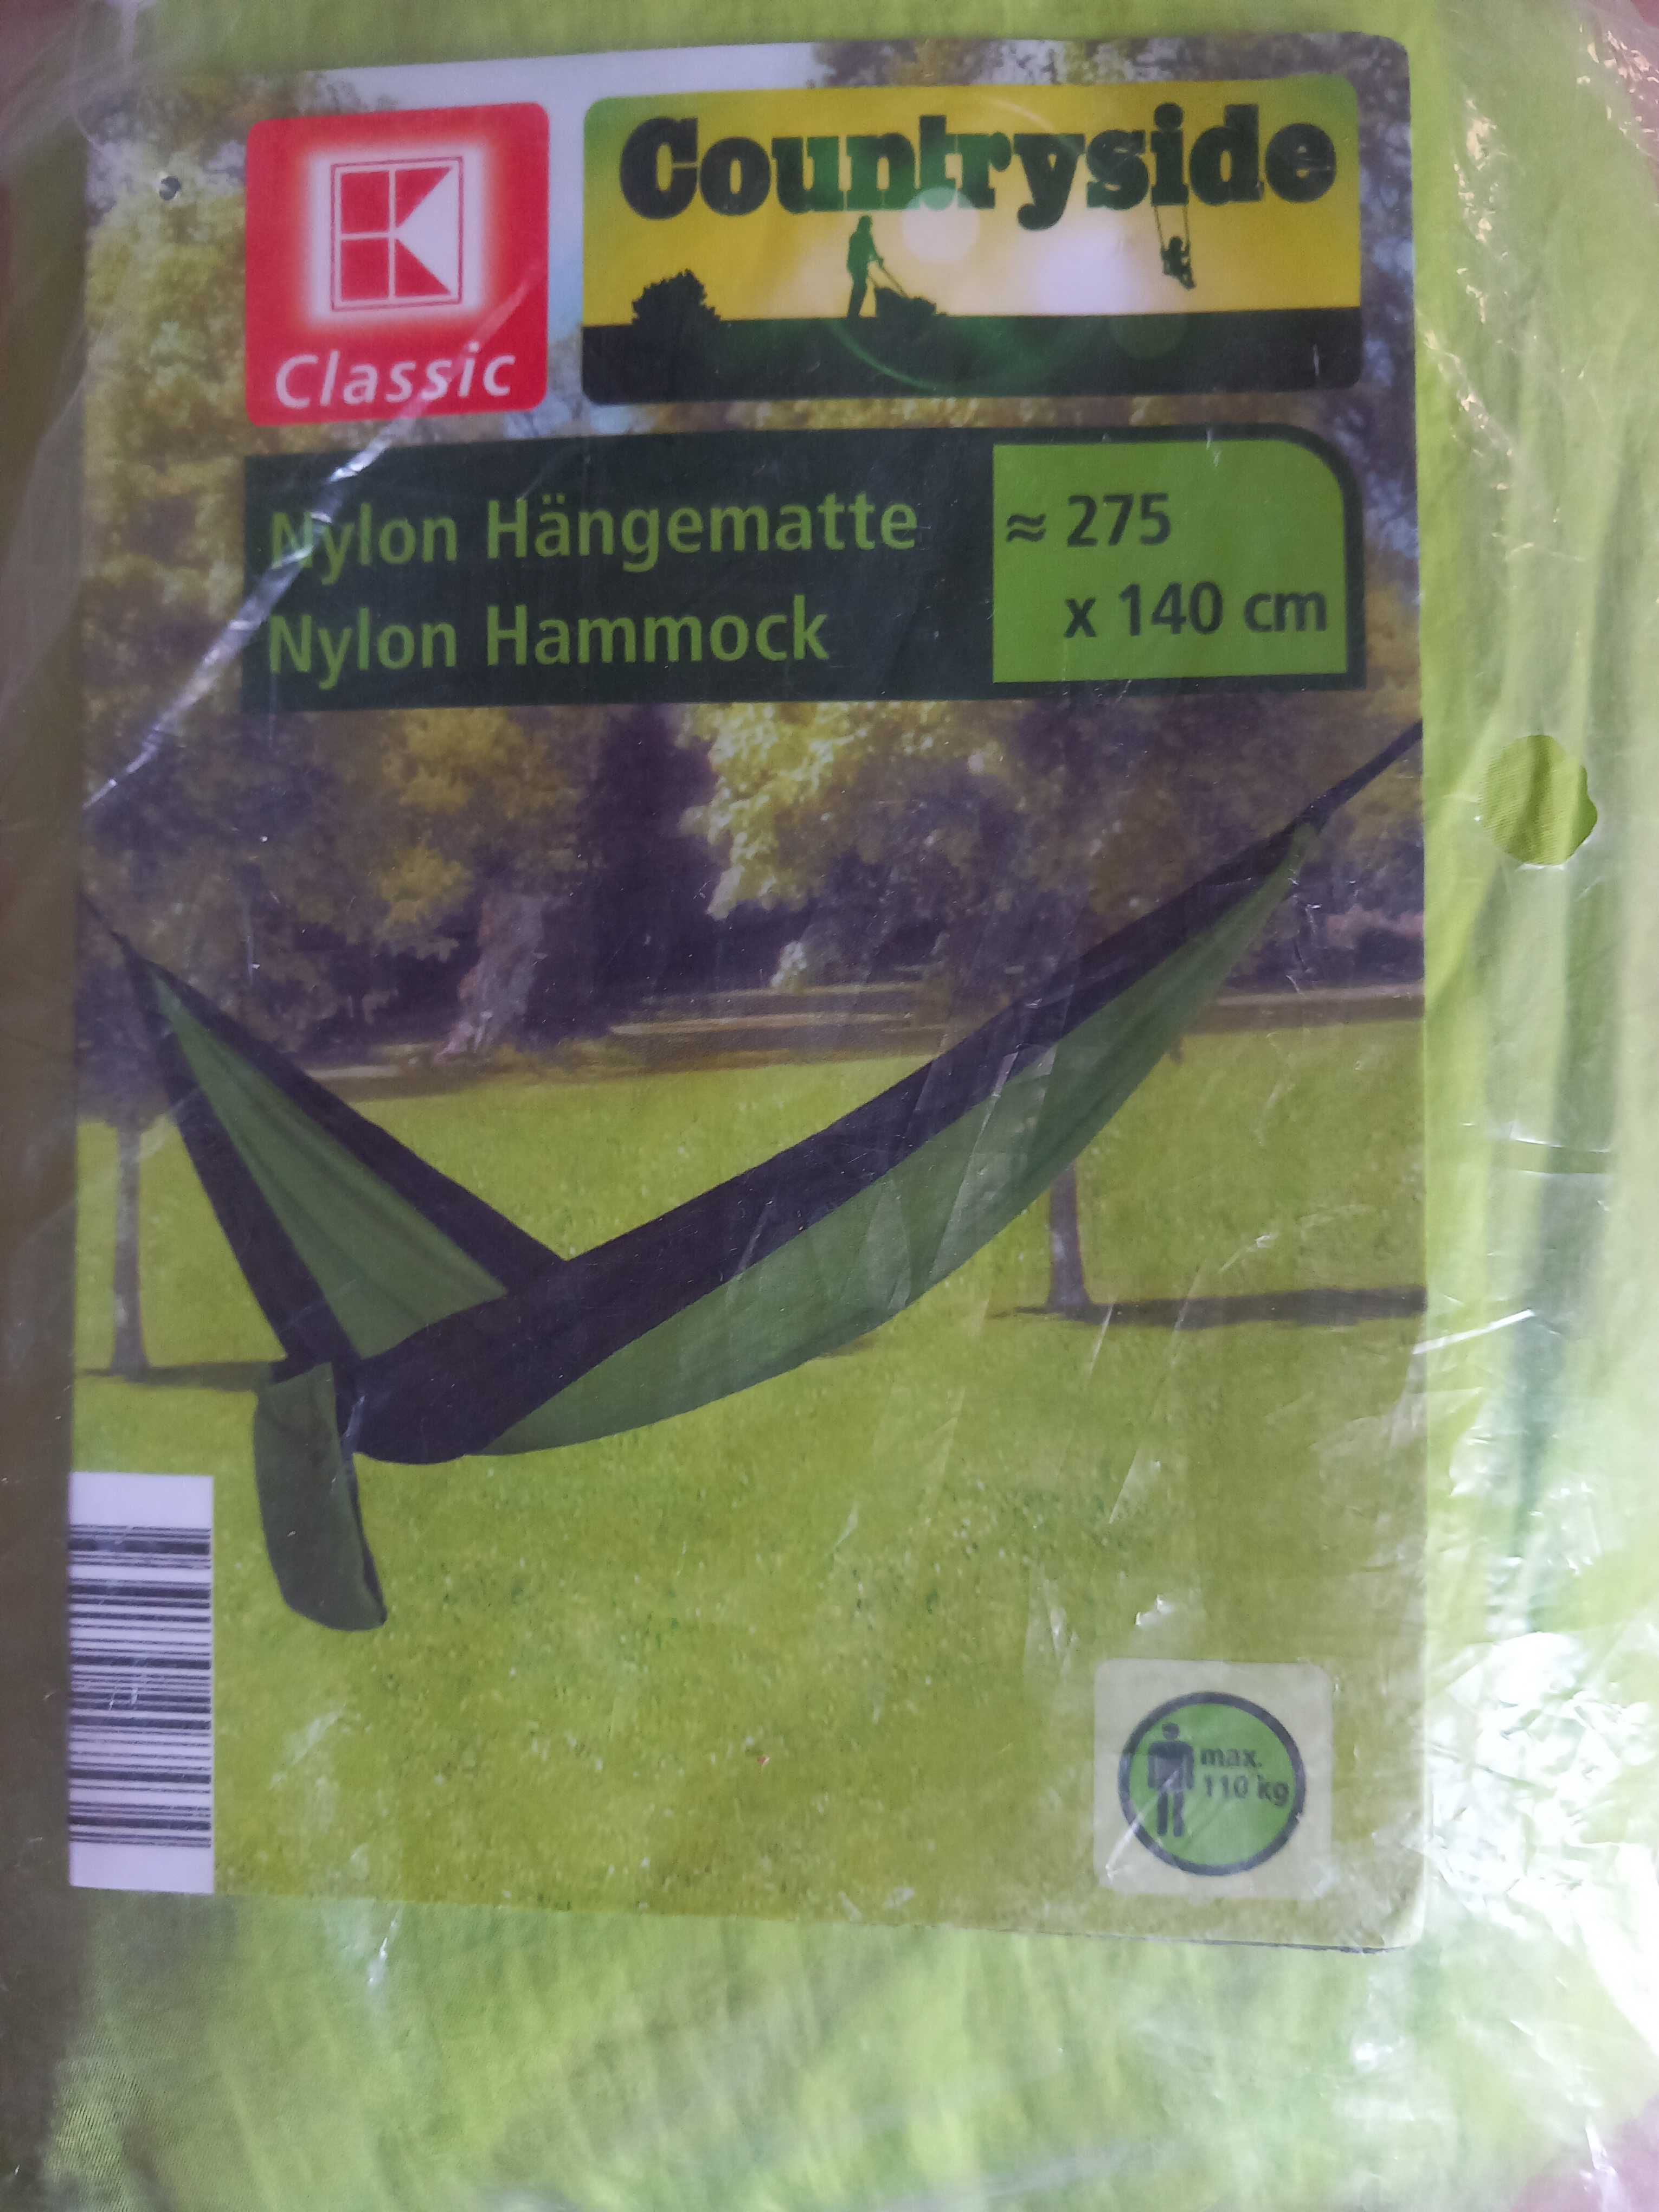 Classic
Countryside
Nylon Hängematte
Nylon Hammock
≈ 275
x 140 cm
max.
110 kg